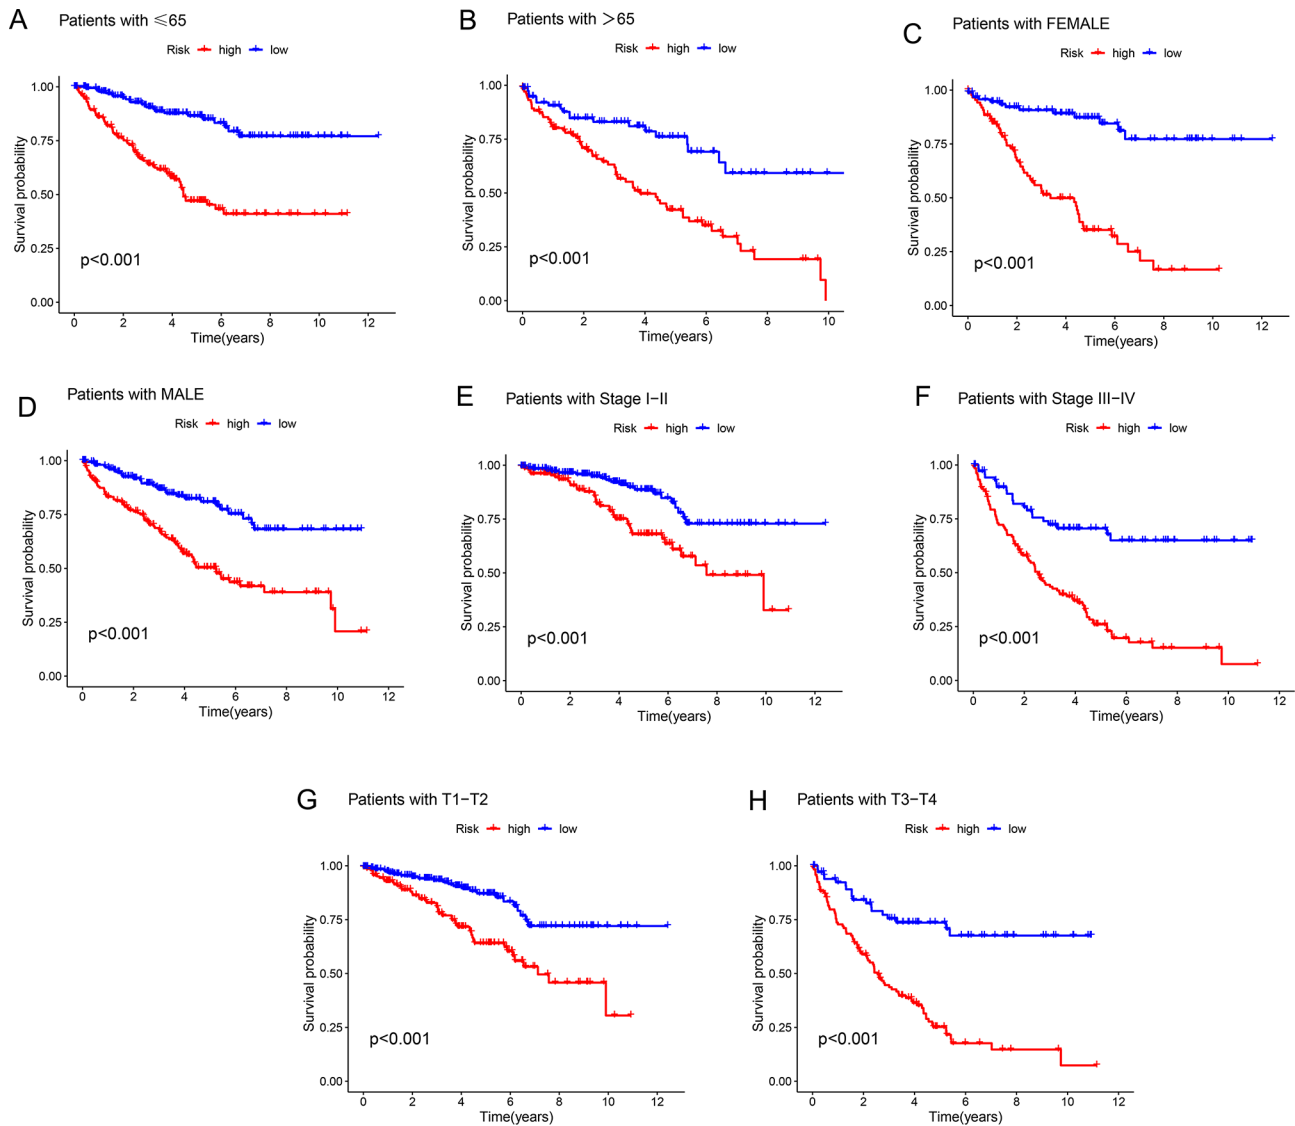 A
Patients with ≤65
Risk high low
Survival probability
1.00
0.75
0.50
0.25
0.00
p<0.001
0 2 4 6 8 10 12
Time(years)
B
Patients with >65
Risk high low
Survival probability
1.00
0.75
0.50
0.25
0.00
p<0.001
0 2 4 6 8 10
Time(years)
C
Patients with FEMALE
Risk high low
Survival probability
1.00
0.75
0.50
0.25
0.00
p<0.001
0 2 4 6 8 10 12
Time(years)
D
Patients with MALE
Risk high low
Survival probability
1.00
0.75
0.50
0.25
0.00
p<0.001
0 2 4 6 8 10 12
Time(years)
E
Patients with Stage I−II
Risk high low
Survival probability
1.00
0.75
0.50
0.25
0.00
p<0.001
0 2 4 6 8 10 12
Time(years)
F
Patients with Stage III−IV
Risk high low
Survival probability
1.00
0.75
0.50
0.25
0.00
p<0.001
0 2 4 6 8 10 12
Time(years)
G
Patients with T1−T2
Risk high low
Survival probability
1.00
0.75
0.50
0.25
0.00
p<0.001
0 2 4 6 8 10 12
Time(years)
H
Patients with T3−T4
Risk high low
Survival probability
1.00
0.75
0.50
0.25
0.00
p<0.001
0 2 4 6 8 10 12
Time(years)